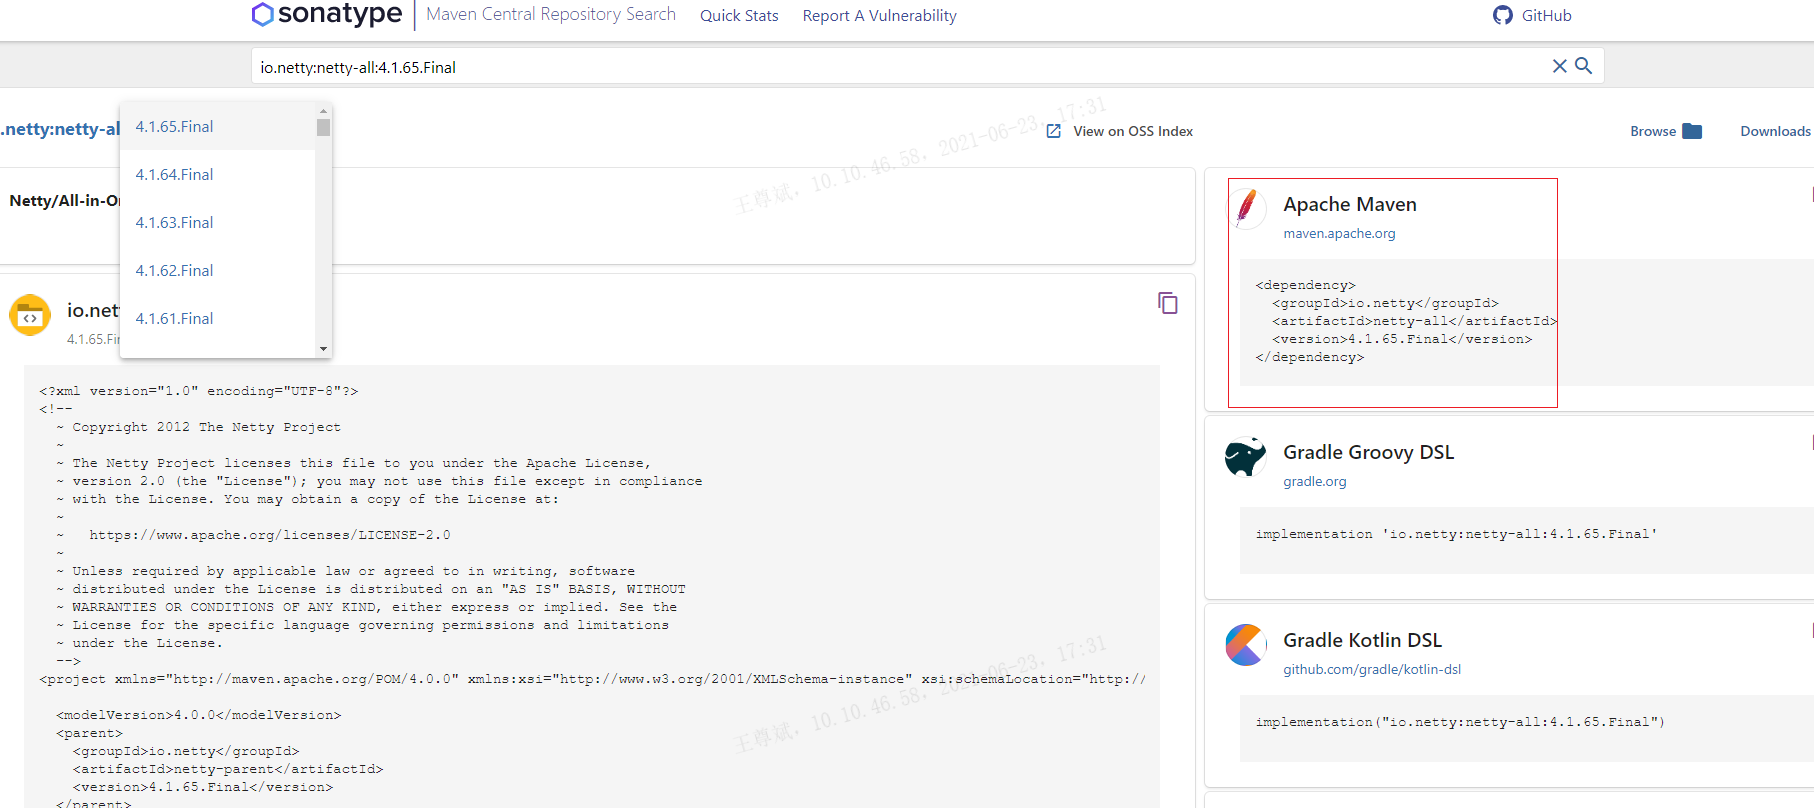 sonatype
Maven Central Repository Search
Quick Stats
Report A Vulnerability
GitHub
io.netty:netty-all:4.1.65.Final
.netty:netty-al
4.1.65.Final
4.1.64.Final
4.1.63.Final
4.1.62.Final
4.1.61.Final
View on OSS Index
Browse
Downloads
王尊斌, 10.10.46.58, 2021-06-23, 17:31
Netty/All-in-O
io.net
4.1.65.Fi
<?xml version="1.0" encoding="UTF-8"?>
<!--
~ Copyright 2012 The Netty Project
~
~ The Netty Project licenses this file to you under the Apache License,
~ version 2.0 (the "License"); you may not use this file except in compliance
~ with the License. You may obtain a copy of the License at:
~
~   https://www.apache.org/licenses/LICENSE-2.0
~
~ Unless required by applicable law or agreed to in writing, software
~ distributed under the License is distributed on an "AS IS" BASIS, WITHOUT
~ WARRANTIES OR CONDITIONS OF ANY KIND, either express or implied. See the
~ License for the specific language governing permissions and limitations
~ under the License.
-->
<project xmlns="http://maven.apache.org/POM/4.0.0" xmlns:xsi="http://www.w3.org/2001/XMLSchema-instance" xsi:schemaLocation="http://
<modelVersion>4.0.0</modelVersion>
<parent>
<groupId>io.netty</groupId>
<artifactId>netty-parent</artifactId>
<version>4.1.65.Final</version>
</parent>
王尊斌, 10.10.46.58, 2021-06-23, 17:31
Apache Maven
maven.apache.org
<dependency>
<groupId>io.netty</groupId>
<artifactId>netty-all</artifactId>
<version>4.1.65.Final</version>
</dependency>
Gradle Groovy DSL
gradle.org
implementation 'io.netty:netty-all:4.1.65.Final'
Gradle Kotlin DSL
github.com/gradle/kotlin-dsl
implementation("io.netty:netty-all:4.1.65.Final")